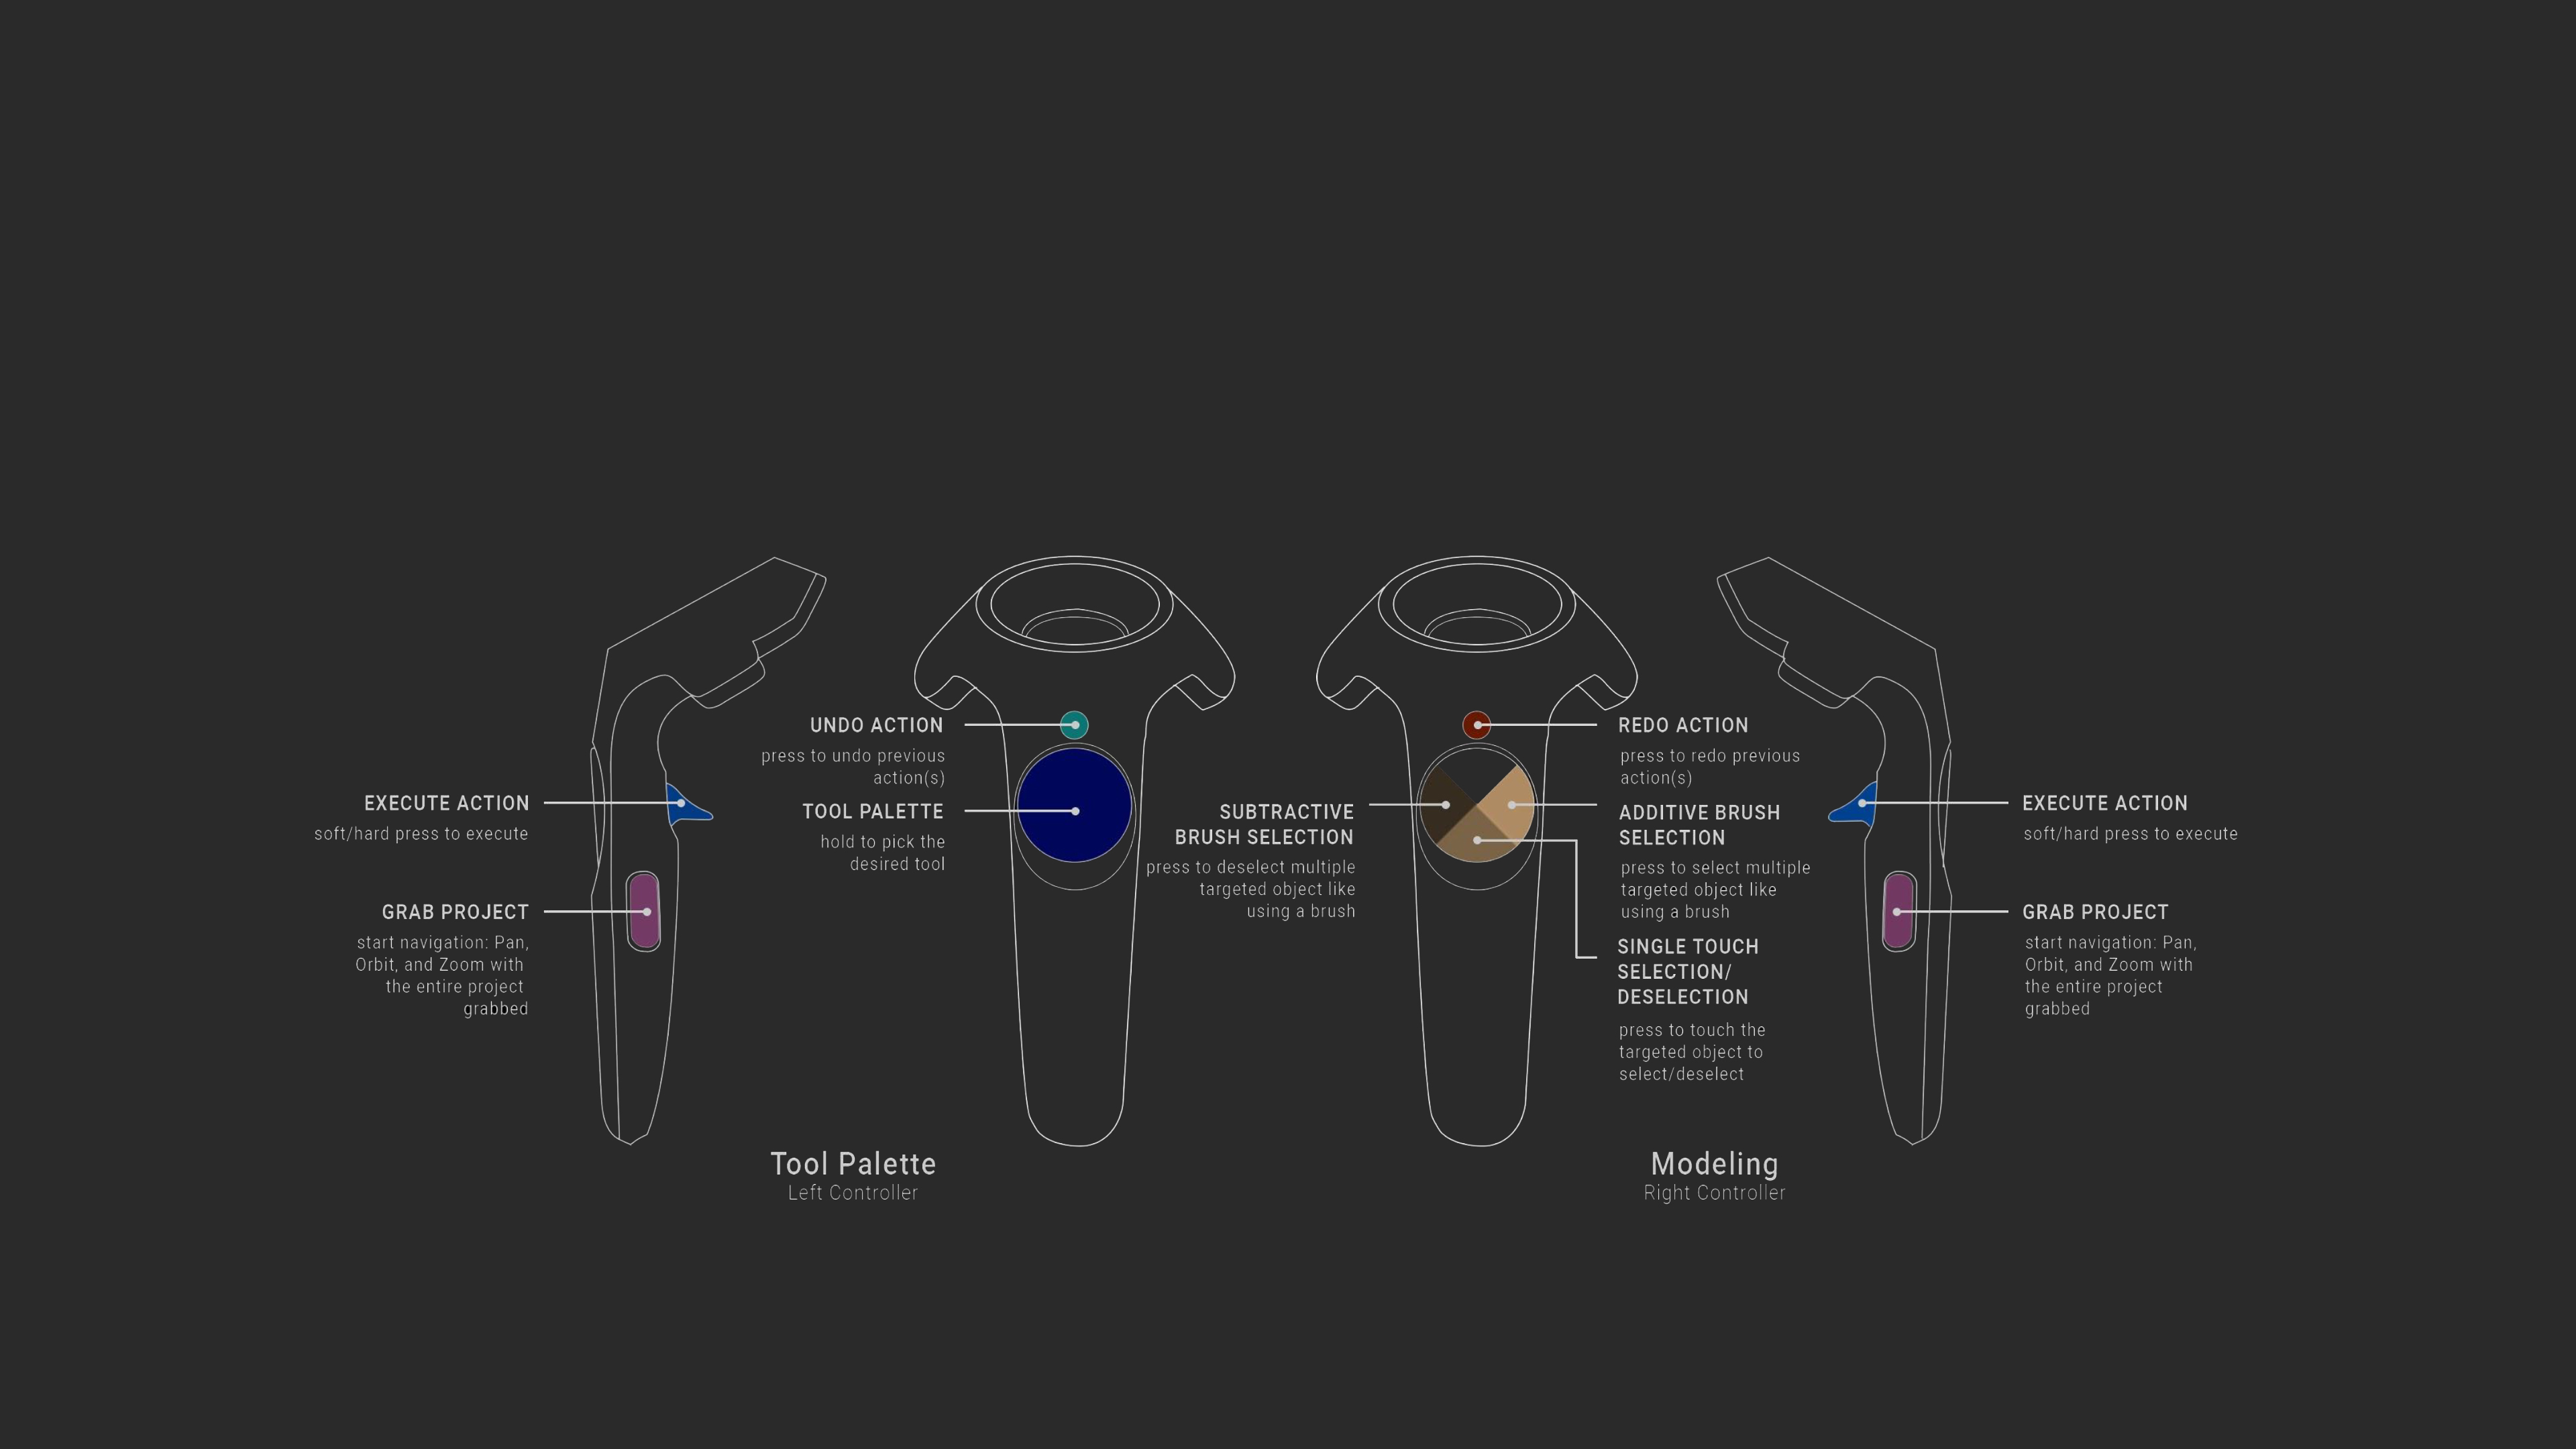 EXECUTE ACTION
soft/hard press to execute
GRAB PROJECT
start navigation: Pan,
Orbit, and Zoom with
the entire project
grabbed
UNDO ACTION
press to undo previous
action(s)
TOOL PALETTE
hold to pick the
desired tool
Tool Palette
Left Controller
SUBTRACTIVE
BRUSH SELECTION
press to deselect multiple
targeted object like
using a brush
REDO ACTION
press to redo previous
action(s)
ADDITIVE BRUSH
SELECTION
press to select multiple
targeted object like
using a brush
SINGLE TOUCH
SELECTION/
DESELECTION
press to touch the
targeted object to
select/deselect
Modeling
Right Controller
EXECUTE ACTION
soft/hard press to execute
GRAB PROJECT
start navigation: Pan,
Orbit, and Zoom with
the entire project
grabbed